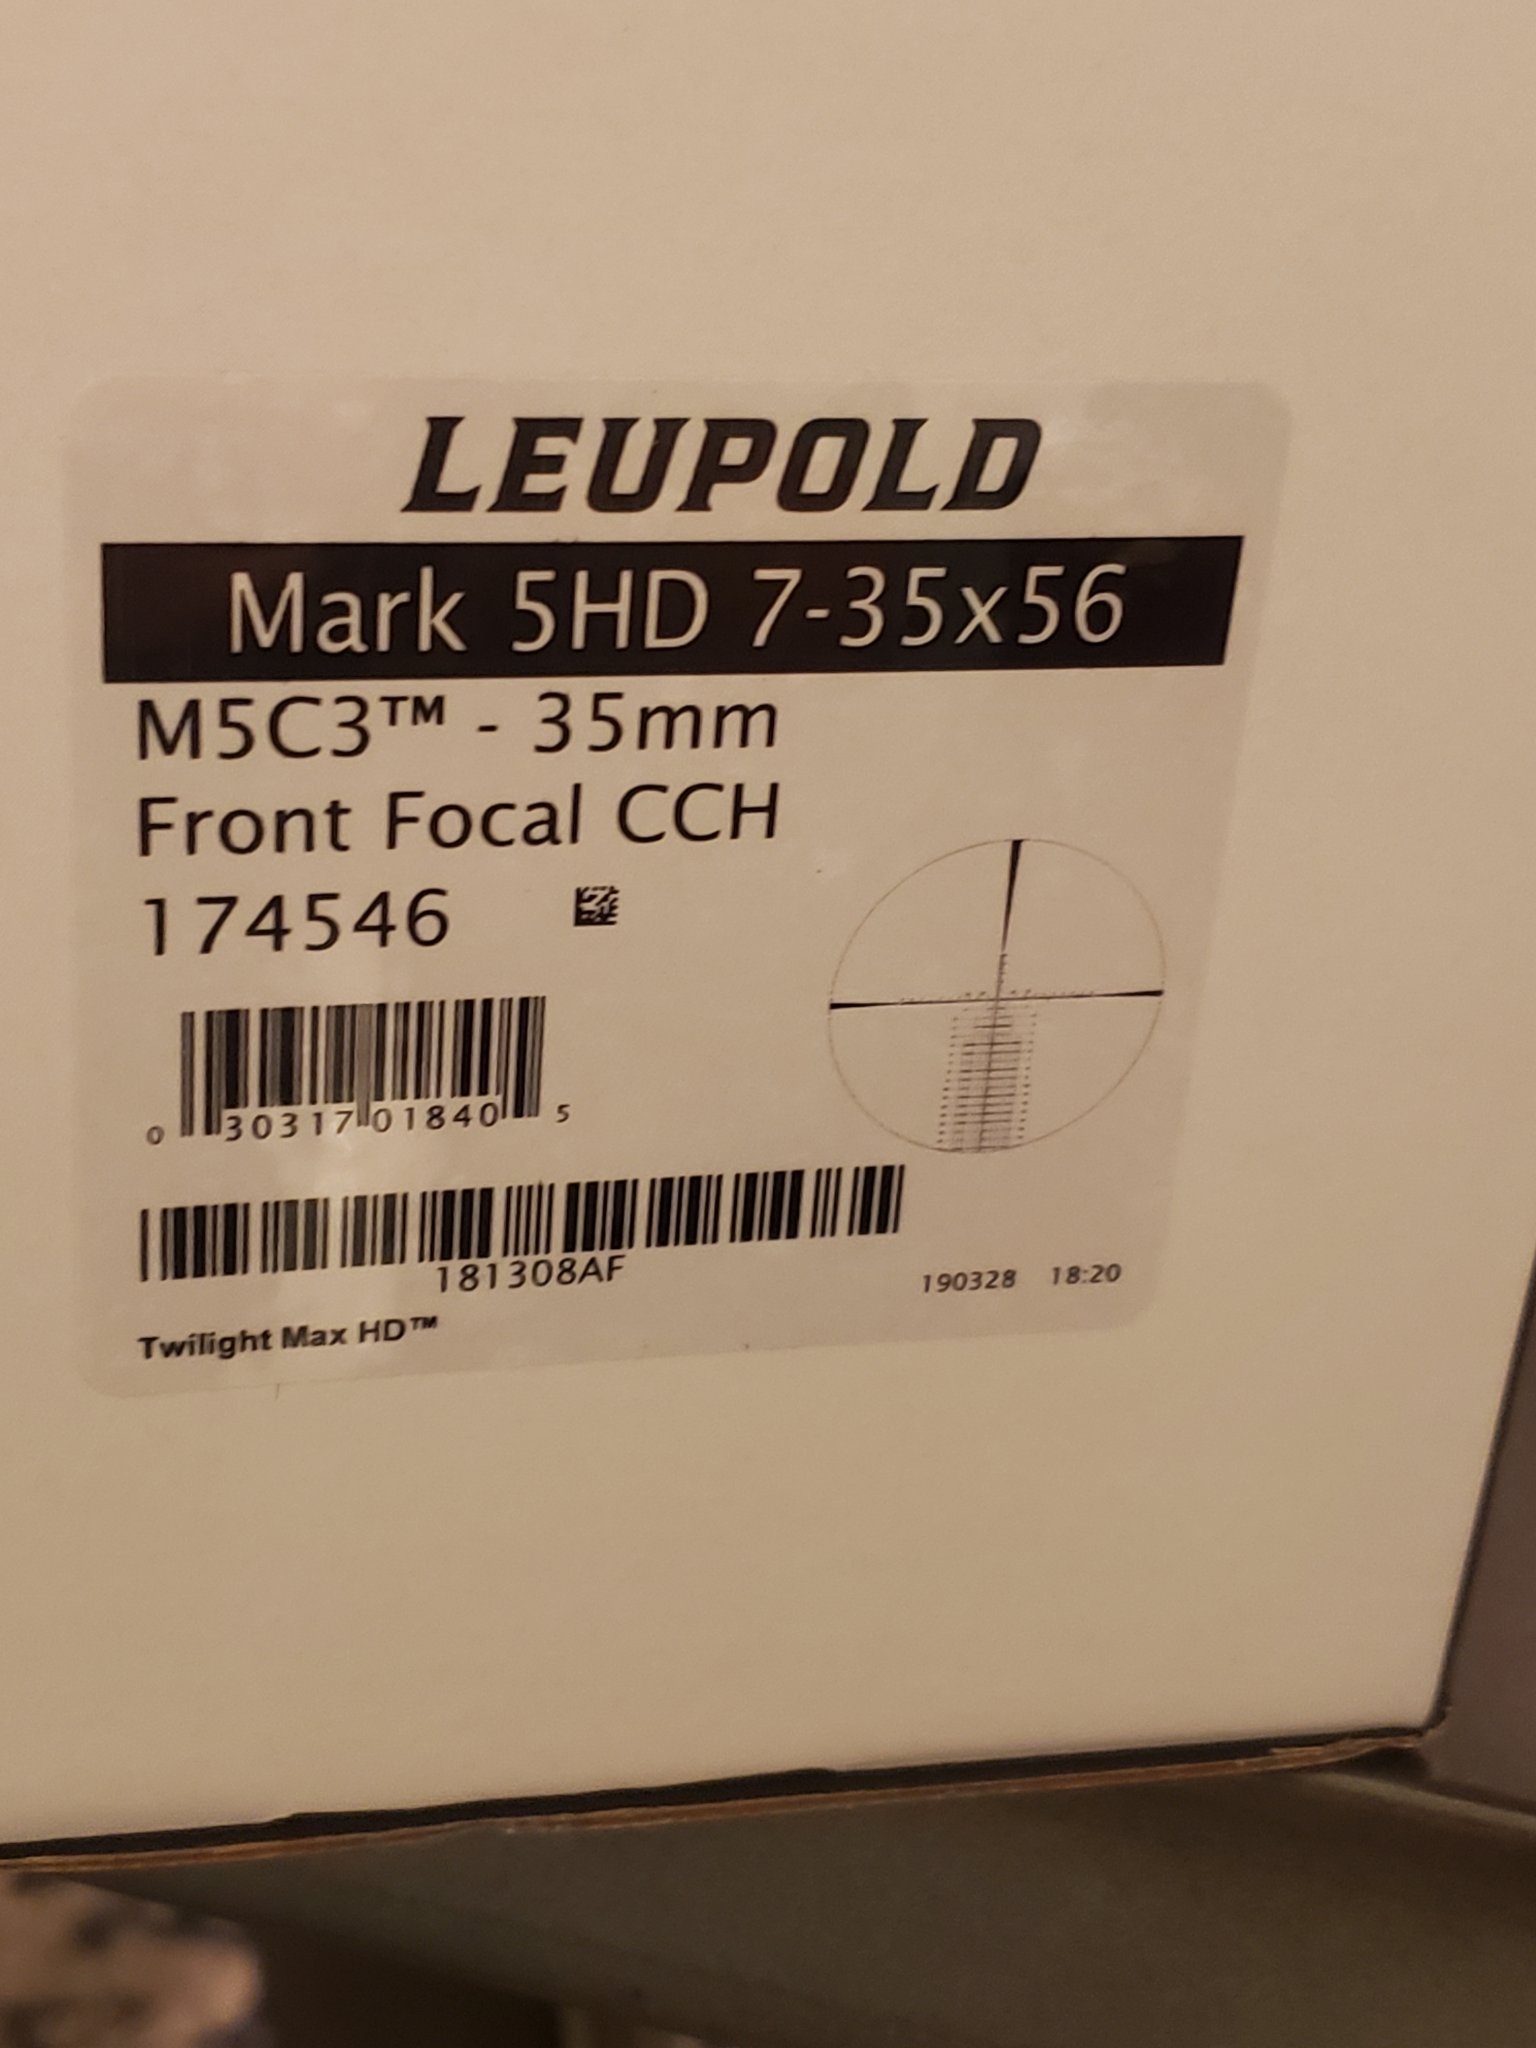 LEUPOLD
Mark 5HD 7-35x56
M5C3™ - 35mm
Front Focal CCH
174546
0 30317 01840 5
181308AF
190328 18:20
Twilight Max HD™